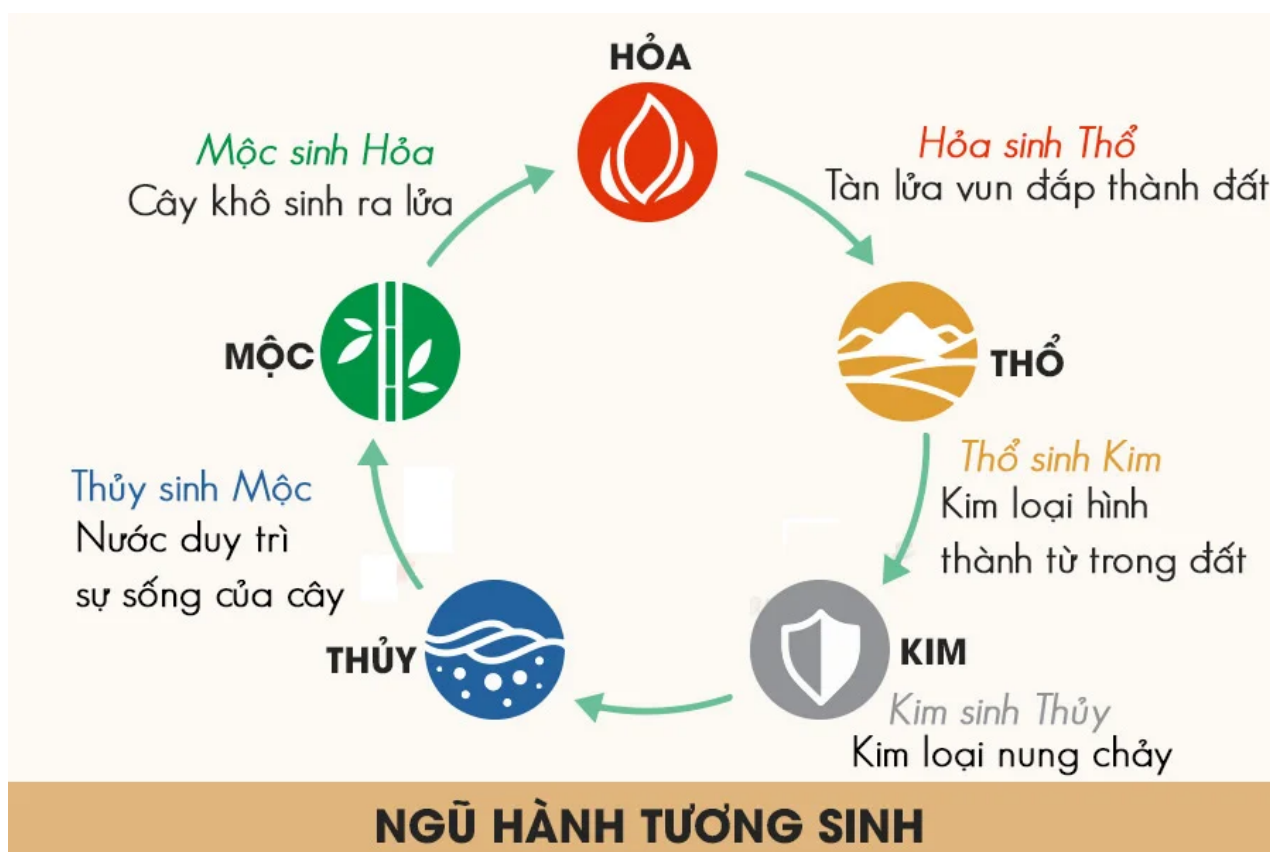 HỎA
Mộc sinh Hỏa
Cây khô sinh ra lửa
Hỏa sinh Thổ
Tàn lửa vun đắp thành đất
MỘC
THỔ
Thổ sinh Kim
Kim loại hình
thành từ trong đất
Thủy sinh Mộc
Nước duy trì
sự sống của cây
THỦY
KIM
Kim sinh Thủy
Kim loại nung chảy
NGŨ HÀNH TƯƠNG SINH